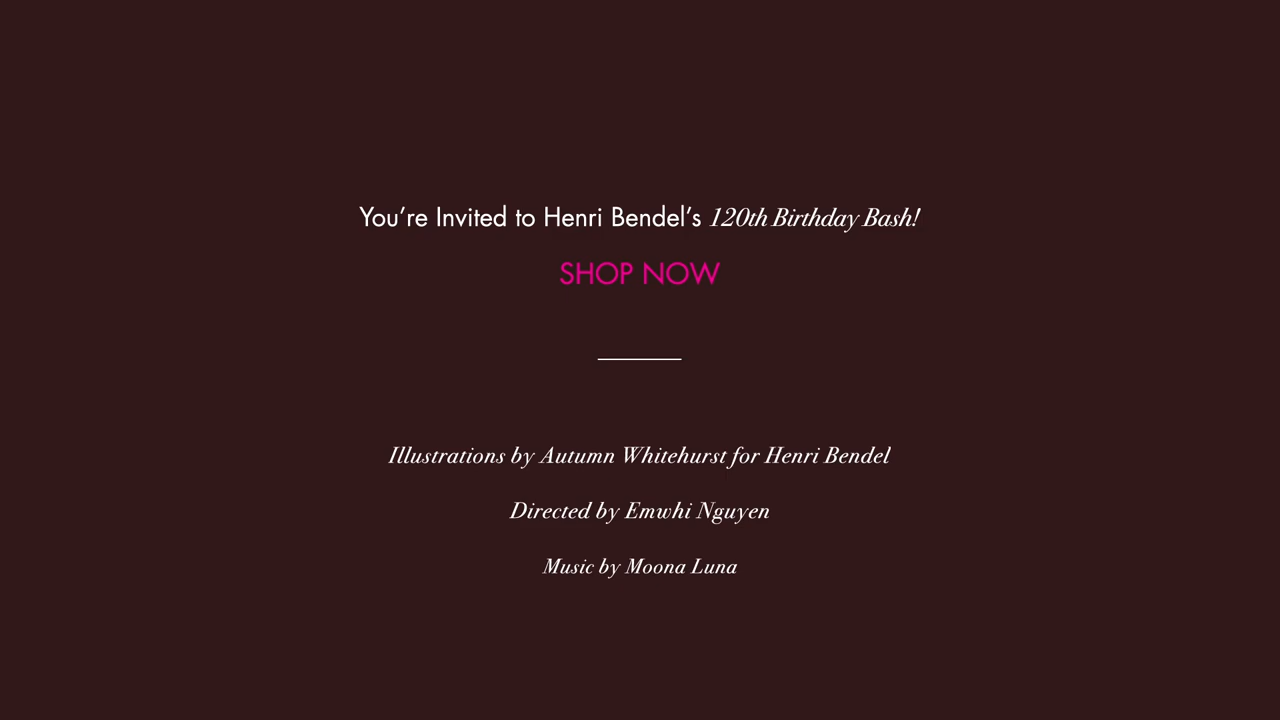 You’re Invited to Henri Bendel’s 120th Birthday Bash!
SHOP NOW
Illustrations by Autumn Whitehurst for Henri Bendel
Directed by Emwhi Nguyen
Music by Moona Luna